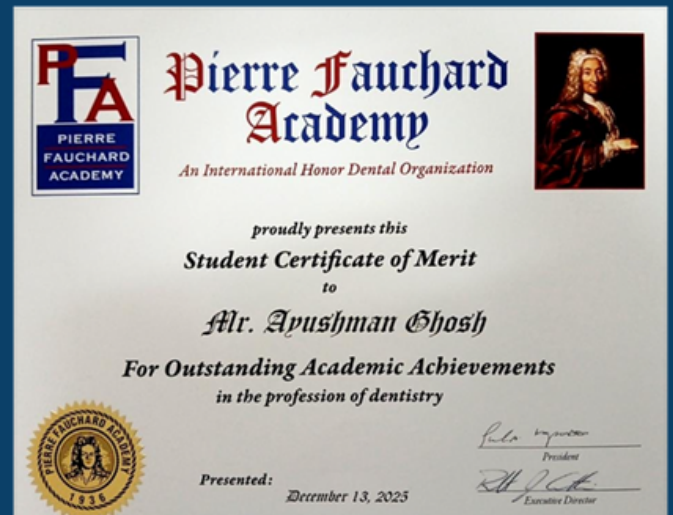 PFA
PIERRE
FAUCHARD
ACADEMY
Pierre Fauchard
Academy
An International Honor Dental Organization
proudly presents this
Student Certificate of Merit
to
Mr. Ayushman Ghosh
For Outstanding Academic Achievements
in the profession of dentistry
PIERRE FAUCHARD ACADEMY
1936
Presented:
December 13, 2025
President
Executive Director